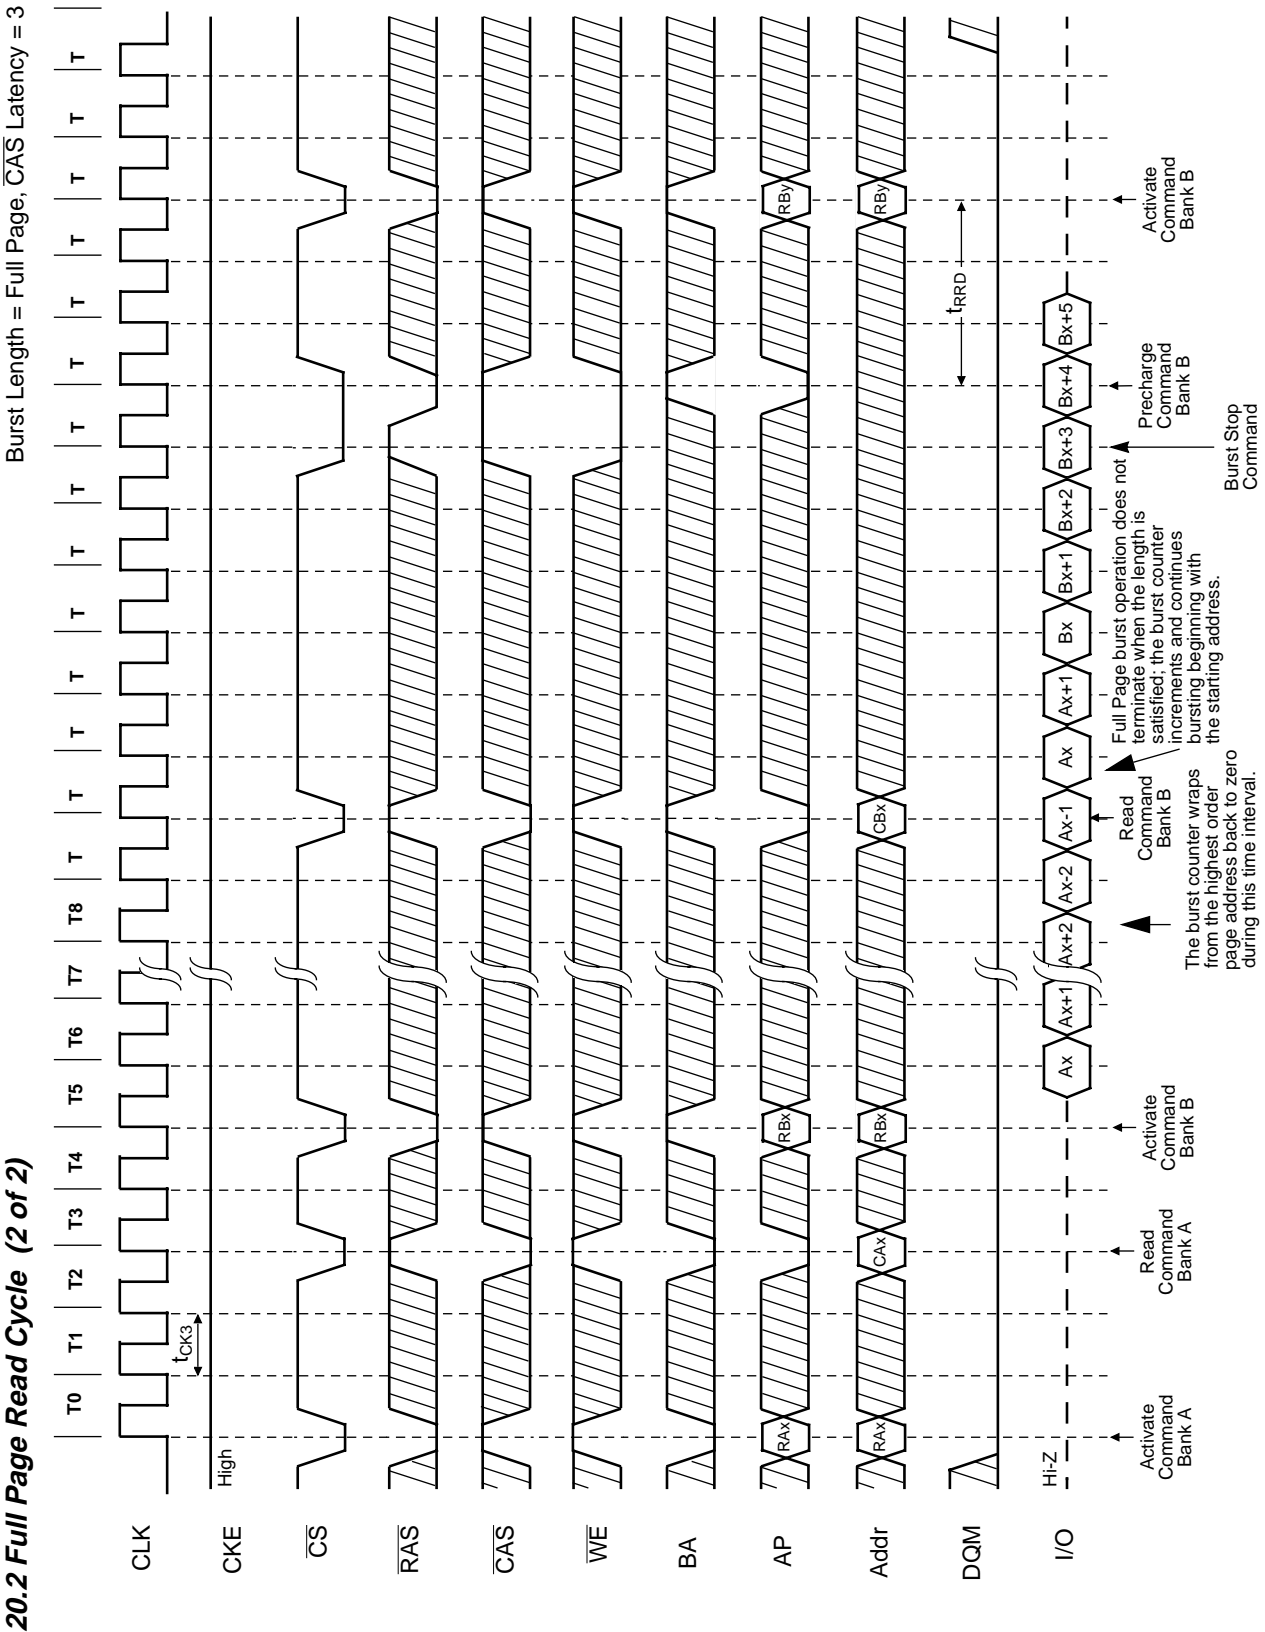 20.2 Full Page Read Cycle (2 of 2)
Burst Length = Full Page, CAS Latency = 3
T0 T1 T2 T3 T4 T5 T6 T7 T8 T T T T T T T T T T T T T T T
CLK
tCK3
CKE
High
CS
RAS
CAS
WE
BA
AP
RAx RBx RBy
Addr
RAx CAx RBx CBx RBy
DQM
tRRD
I/O
Hi-Z
Ax Ax+1 Ax+2 Ax-2 Ax-1 Ax Ax+1 Bx Bx+1 Bx+2 Bx+3 Bx+4 Bx+5
Activate
Command
Bank A
Read
Command
Bank A
Activate
Command
Bank B
The burst counter wraps
from the highest order
page address back to zero
during this time interval.
Read
Command
Bank B
Full Page burst operation does not
terminate when the length is
satisfied; the burst counter
increments and continues
bursting beginning with
the starting address.
Burst Stop
Command
Precharge
Command
Bank B
Activate
Command
Bank B